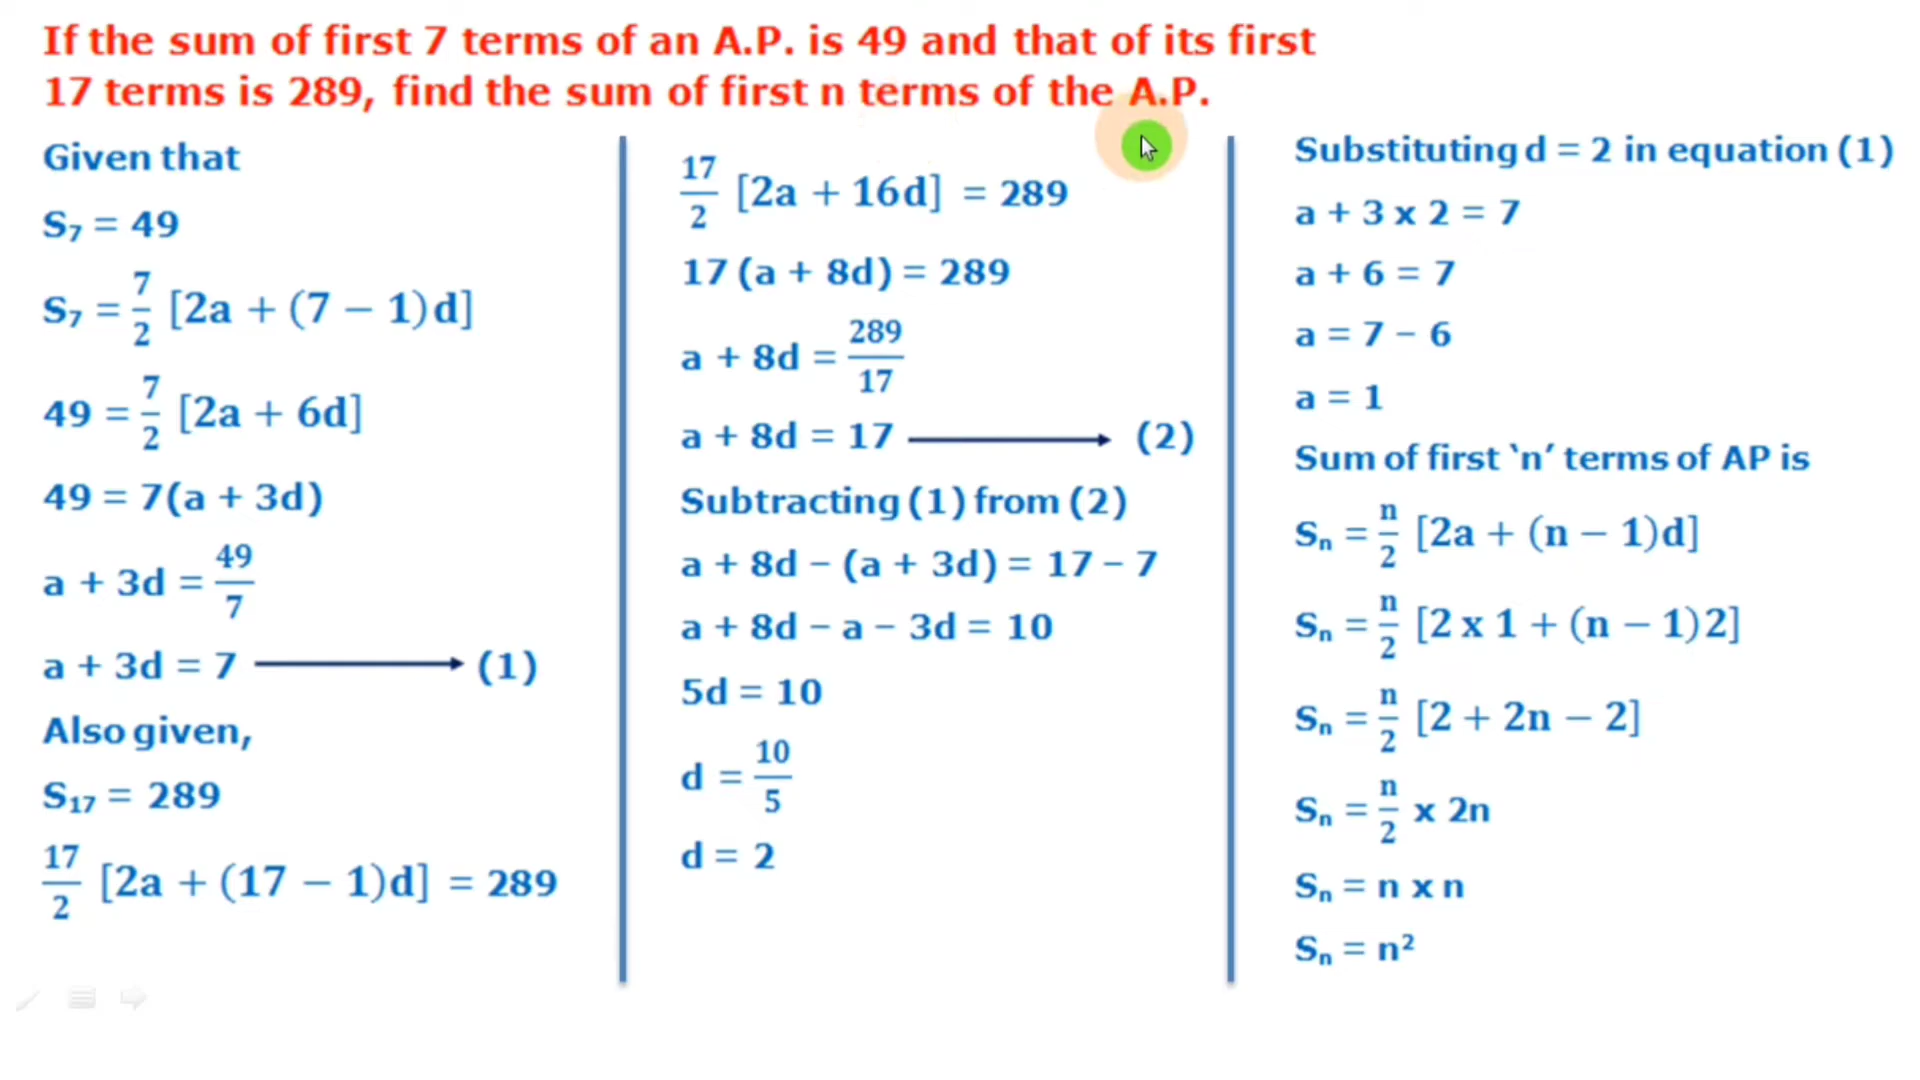 If the sum of first 7 terms of an A.P. is 49 and that of its first
17 terms is 289, find the sum of first n terms of the A.P.
Given that
S₇ = 49
S₇ = 7/2 [2a + (7 − 1)d]
49 = 7/2 [2a + 6d]
49 = 7(a + 3d)
a + 3d = 49/7
a + 3d = 7 ⟶ (1)
Also given,
S₁₇ = 289
17/2 [2a + (17 − 1)d] = 289
17/2 [2a + 16d] = 289
17 (a + 8d) = 289
a + 8d = 289/17
a + 8d = 17 ⟶ (2)
Subtracting (1) from (2)
a + 8d − (a + 3d) = 17 − 7
a + 8d − a − 3d = 10
5d = 10
d = 10/5
d = 2
Substituting d = 2 in equation (1)
a + 3 x 2 = 7
a + 6 = 7
a = 7 − 6
a = 1
Sum of first ‛n’ terms of AP is
Sₙ = n/2 [2a + (n − 1)d]
Sₙ = n/2 [2 x 1 + (n − 1)2]
Sₙ = n/2 [2 + 2n − 2]
Sₙ = n/2 x 2n
Sₙ = n x n
Sₙ = n²